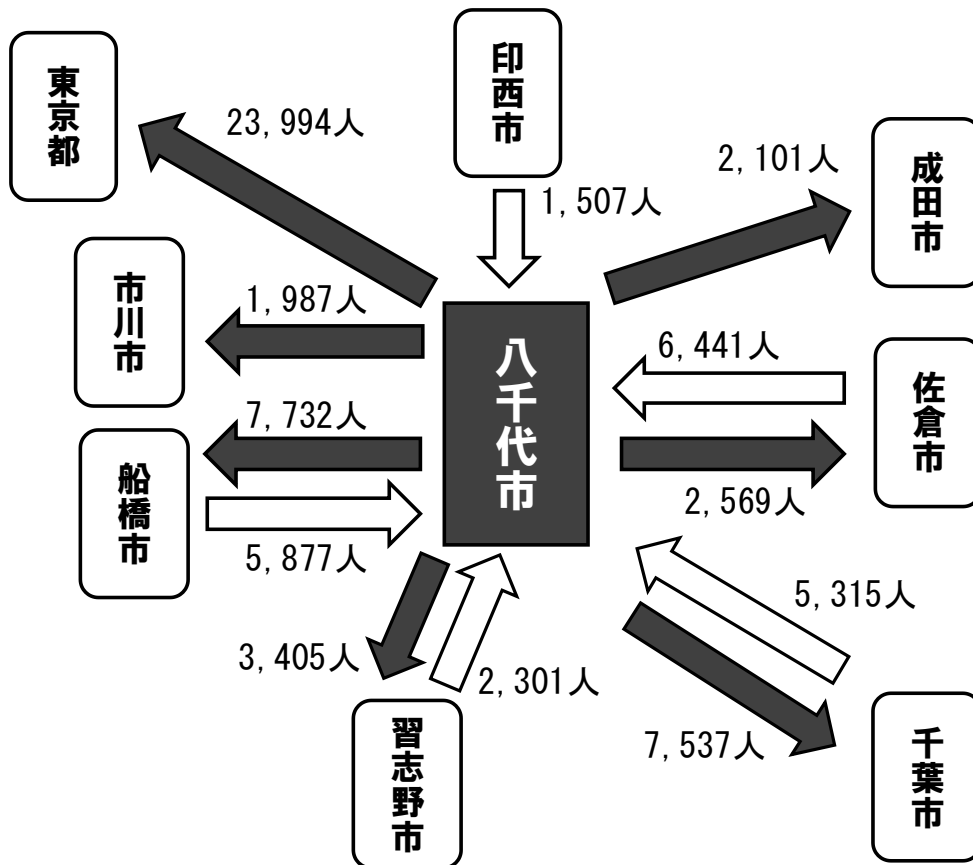 印西市
東京都
23,994人
成田市
2,101人
1,507人
市川市
1,987人
八千代市
6,441人
佐倉市
7,732人
船橋市
2,569人
5,877人
5,315人
3,405人
2,301人
習志野市
7,537人
千葉市